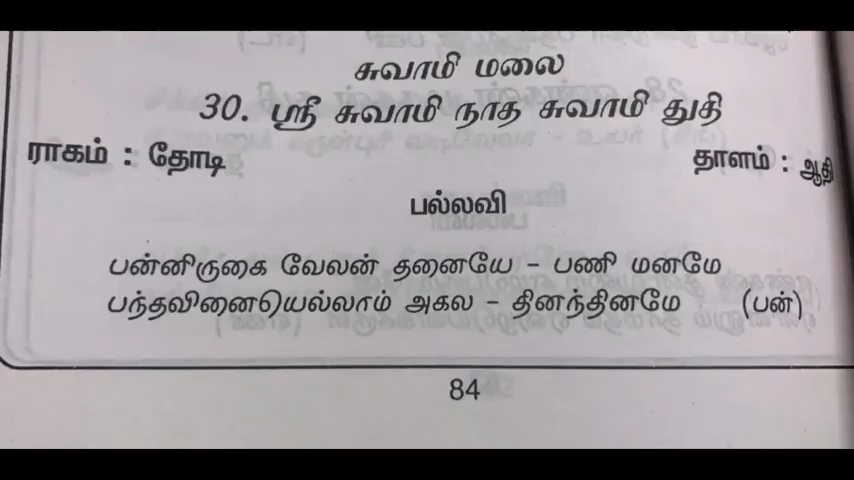 சுவாமி மலை
30. ஸ்ரீ சுவாமி நாத சுவாமி துதி
ராகம் : தோடி தாளம் : ஆதி
பல்லவி
பன்னிருகை வேலன் தனையே – பணி மனமே
பந்தவினையெல்லாம் அகல – தினந்தினமே (பன்)
84